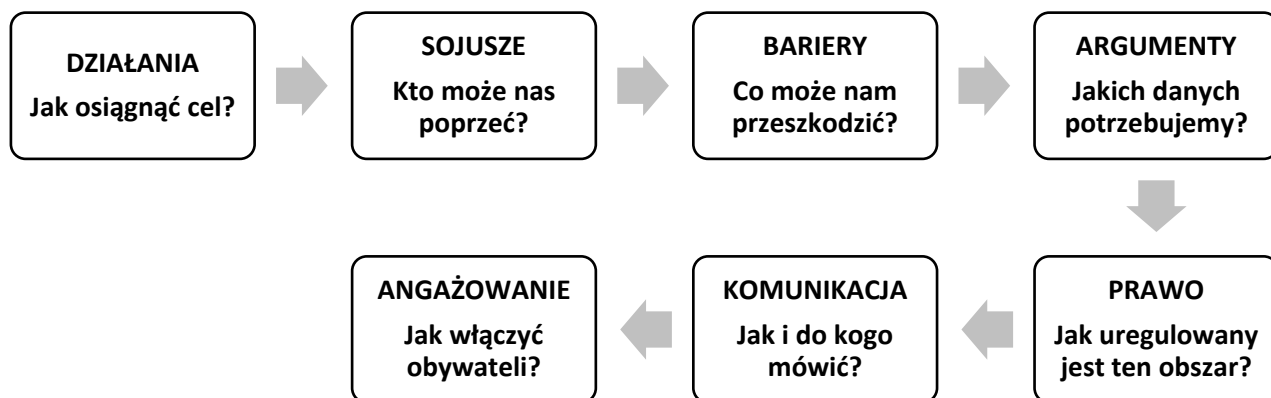 DZIAŁANIA
Jak osiągnąć cel?
SOJUSZE
Kto może nas
poprzeć?
BARIERY
Co może nam
przeszkodzić?
ARGUMENTY
Jakich danych
potrzebujemy?
PRAWO
Jak uregulowany
jest ten obszar?
KOMUNIKACJA
Jak i do kogo
mówić?
ANGAŻOWANIE
Jak włączyć
obywateli?